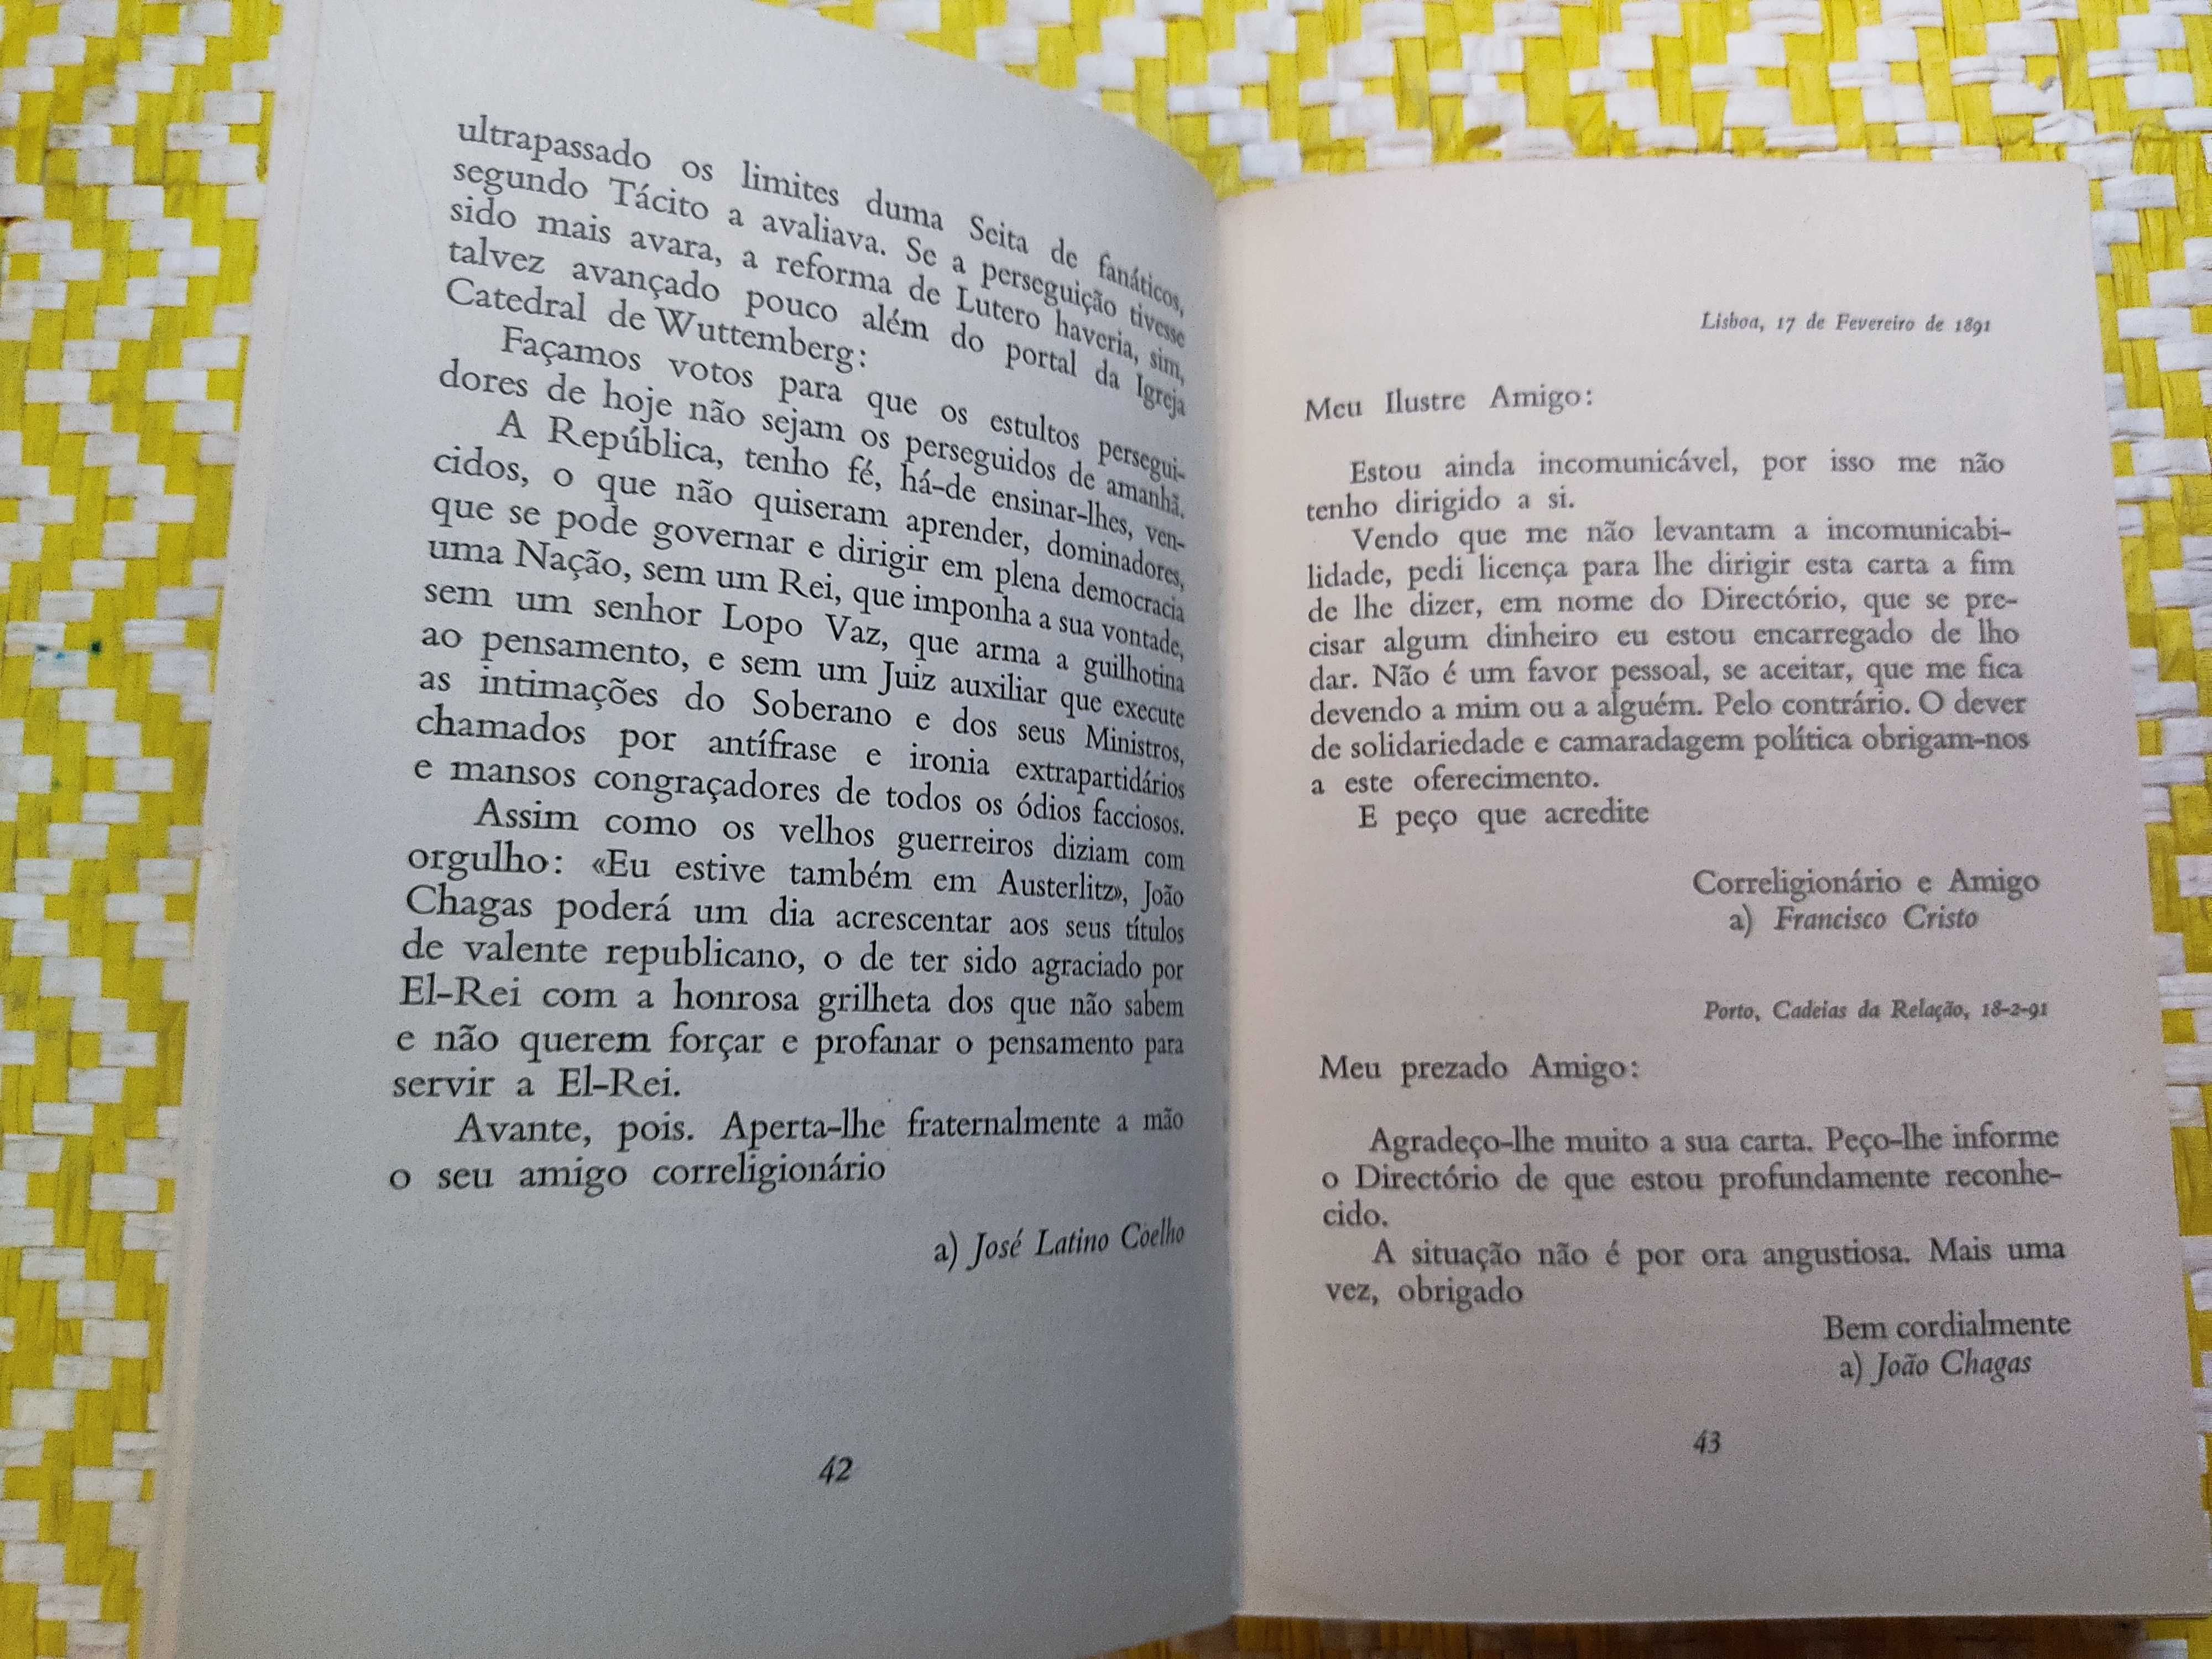 ultrapassado os limites duma Seita de fanáticos,
segundo Tácito a avaliava. Se a perseguição tivesse
sido mais avara, a reforma de Lutero haveria, sim,
talvez avançado pouco além do portal da Igreja
Catedral de Wuttemberg:
Façamos votos para que os estultos persegui-
dores de hoje não sejam os perseguidos de amanhã.
A República, tenho fé, há-de ensinar-lhes, ven-
cidos, o que não quiseram aprender, dominadores,
que se pode governar e dirigir em plena democracia
uma Nação, sem um Rei, que imponha a sua vontade,
sem um senhor Lopo Vaz, que arma a guilhotina
ao pensamento, e sem um Juiz auxiliar que execute
as intimações do Soberano e dos seus Ministros,
chamados por antífrase e ironia extrapartidários
e mansos congraçadores de todos os ódios facciosos.
Assim como os velhos guerreiros diziam com
orgulho: «Eu estive também em Austerlitz», João
Chagas poderá um dia acrescentar aos seus títulos
de valente republicano, o de ter sido agraciado por
El-Rei com a honrosa grilheta dos que não sabem
e não querem forçar e profanar o pensamento para
servir a El-Rei.
Avante, pois. Aperta-lhe fraternalmente a mão
o seu amigo correligionário
a) José Latino Coelho
42
Lisboa, 17 de Fevereiro de 1891
Meu Ilustre Amigo:
Estou ainda incomunicável, por isso me não
tenho dirigido a si.
Vendo que me não levantam a incomunicabi-
lidade, pedi licença para lhe dirigir esta carta a fim
de lhe dizer, em nome do Directório, que se pre-
cisar algum dinheiro eu estou encarregado de lho
dar. Não é um favor pessoal, se aceitar, que me fica
devendo a mim ou a alguém. Pelo contrário. O dever
de solidariedade e camaradagem política obrigam-nos
a este oferecimento.
E peço que acredite
Correligionário e Amigo
a) Francisco Cristo
Porto, Cadeias da Relação, 18-2-91
Meu prezado Amigo:
Agradeço-lhe muito a sua carta. Peço-lhe informe
o Directório de que estou profundamente reconhe-
cido.
A situação não é por ora angustiosa. Mais uma
vez, obrigado
Bem cordialmente
a) João Chagas
43